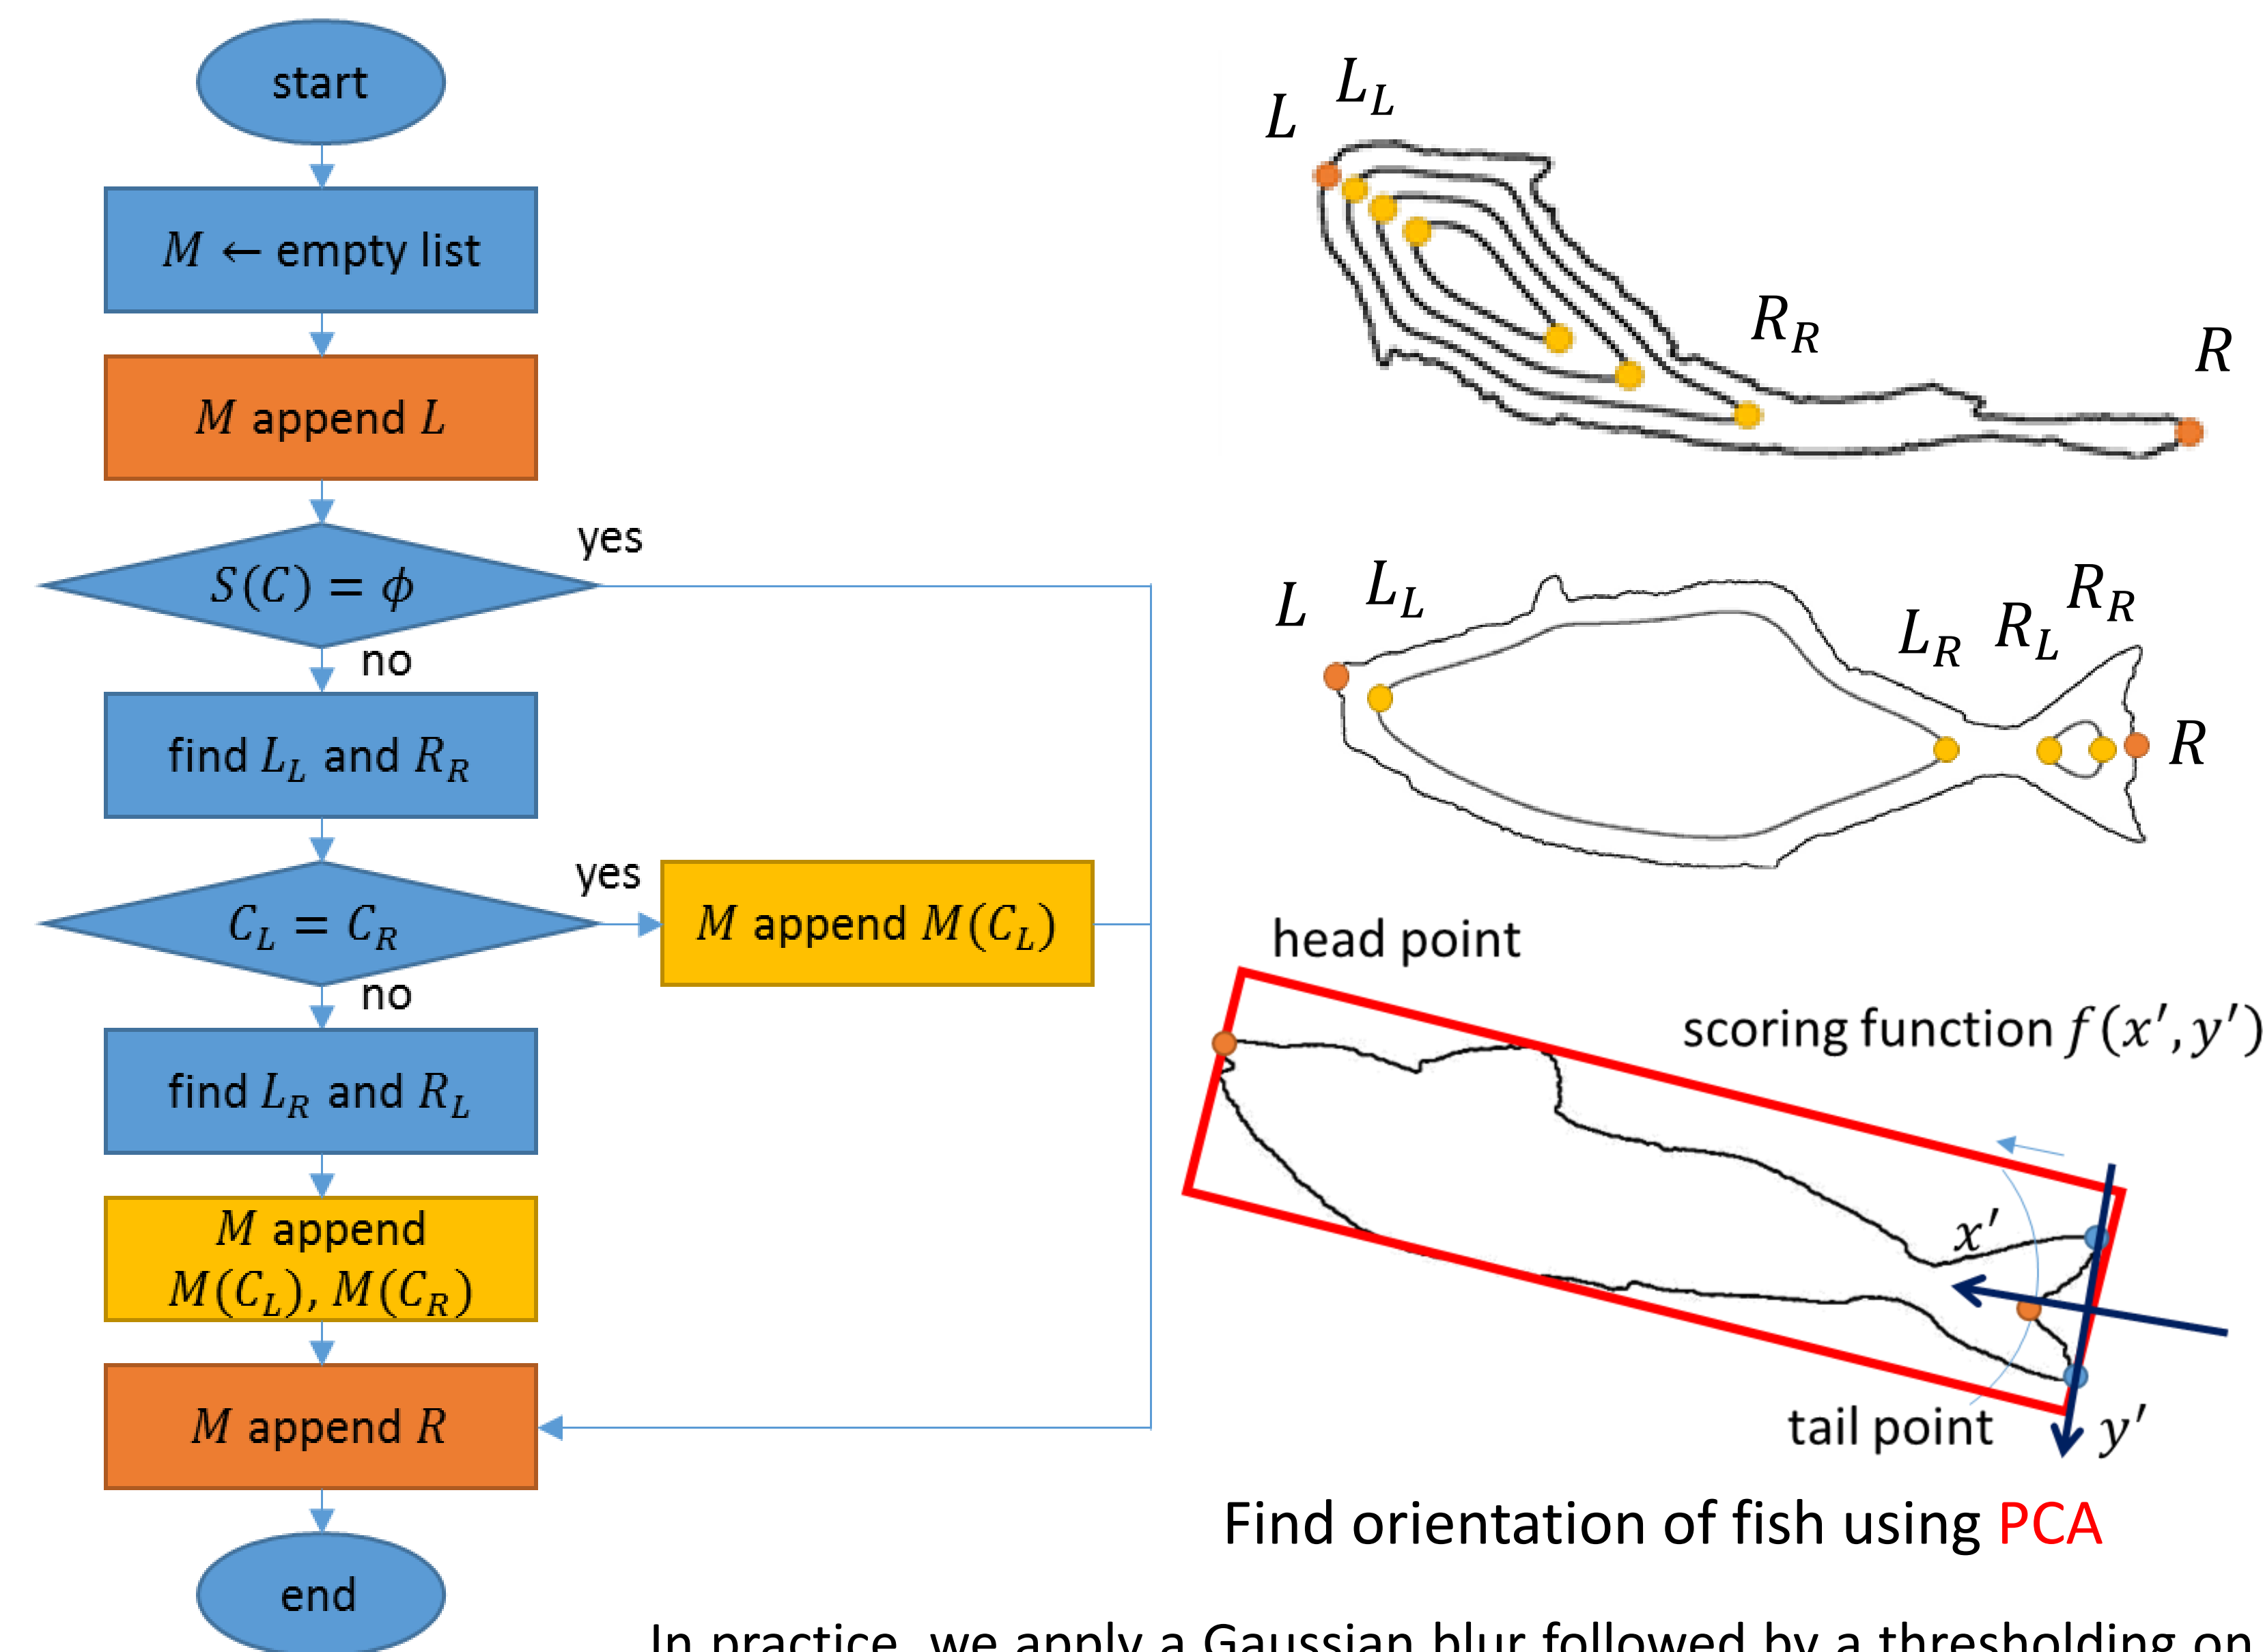 start
M ← empty list
M append L
S(C) = ϕ
yes
no
find L_L and R_R
C_L = C_R
yes
M append M(C_L)
no
find L_R and R_L
M append
M(C_L), M(C_R)
M append R
end
L
L_L
R_R
R
L
L_L
L_R
R_L
R_R
R
head point
scoring function f(x′, y′)
x′
tail point
y′
Find orientation of fish using PCA
In practice, we apply a Gaussian blur followed by a thresholding on